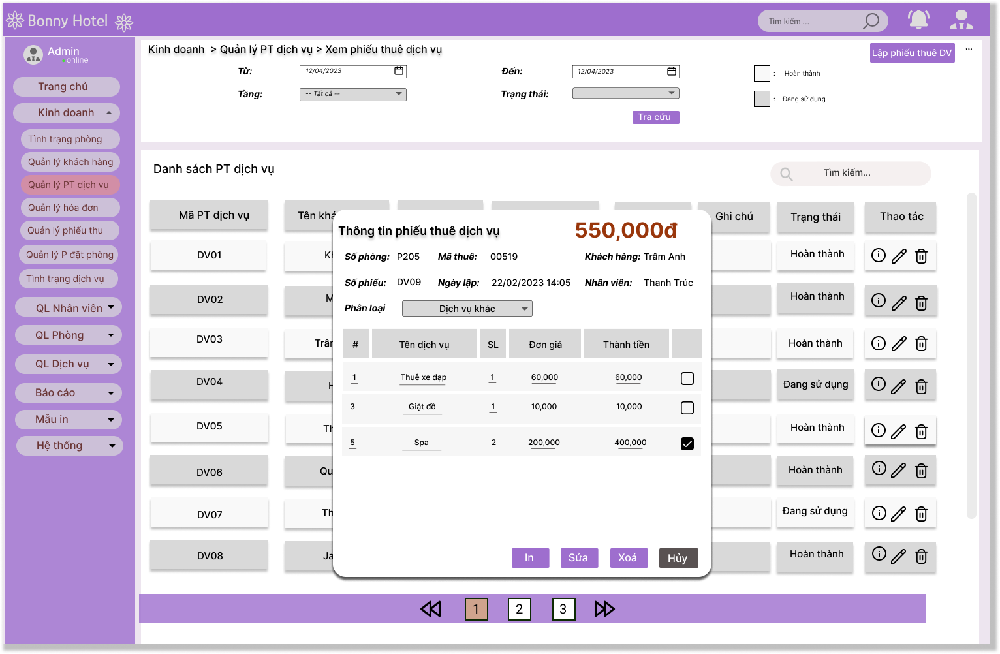 Bonny Hotel
Tìm kiếm ....
Admin
online
Trang chủ
Kinh doanh
Tình trạng phòng
Quản lý khách hàng
Quản lý PT dịch vụ
Quản lý hóa đơn
Quản lý phiếu thu
Quản lý P đặt phòng
Tình trạng dịch vụ
QL Nhân viên
QL Phòng
QL Dịch vụ
Báo cáo
Mẫu in
Hệ thống
Kinh doanh > Quản lý PT dịch vụ > Xem phiếu thuê dịch vụ
Lập phiếu thuê DV
...
Từ: 12/04/2023 Đến: 12/04/2023 : Hoàn thành
Tầng: -- Tất cả -- Trạng thái: : Đang sử dụng
Tra cứu
Danh sách PT dịch vụ
Tìm kiếm...
Mã PT dịch vụ Tên khá Ghi chú Trạng thái Thao tác
DV01 Kh Hoàn thành
DV02 M Hoàn thành
DV03 Trân Hoàn thành
DV04 H Đang sử dụng
DV05 Th Hoàn thành
DV06 Qu Hoàn thành
DV07 Th Đang sử dụng
DV08 Ja Hoàn thành
Thông tin phiếu thuê dịch vụ 550,000đ
Số phòng: P205 Mã thuê: 00519 Khách hàng: Trâm Anh
Số phiếu: DV09 Ngày lập: 22/02/2023 14:05 Nhân viên: Thanh Trúc
Phân loại Dịch vụ khác
# Tên dịch vụ SL Đơn giá Thành tiền
1 Thuê xe đạp 1 60,000 60,000
3 Giặt đồ 1 10,000 10,000
5 Spa 2 200,000 400,000
In Sửa Xoá Hủy
1 2 3